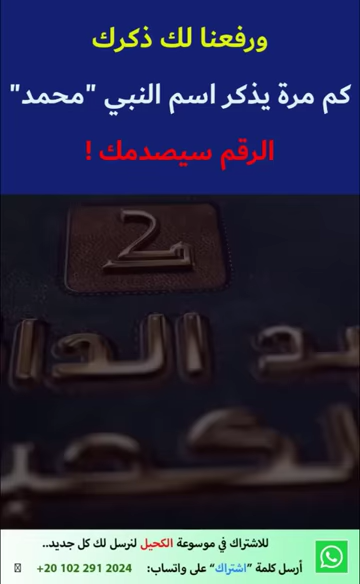 ورفعنا لك ذكرك
كم مرة يذكر اسم النبي "محمد"
الرقم سيصدمك !
2
للاشتراك في موسوعة الكحيل لنرسل لك كل جديد..
أرسل كلمة "اشتراك" على واتساب: +20 102 291 2024